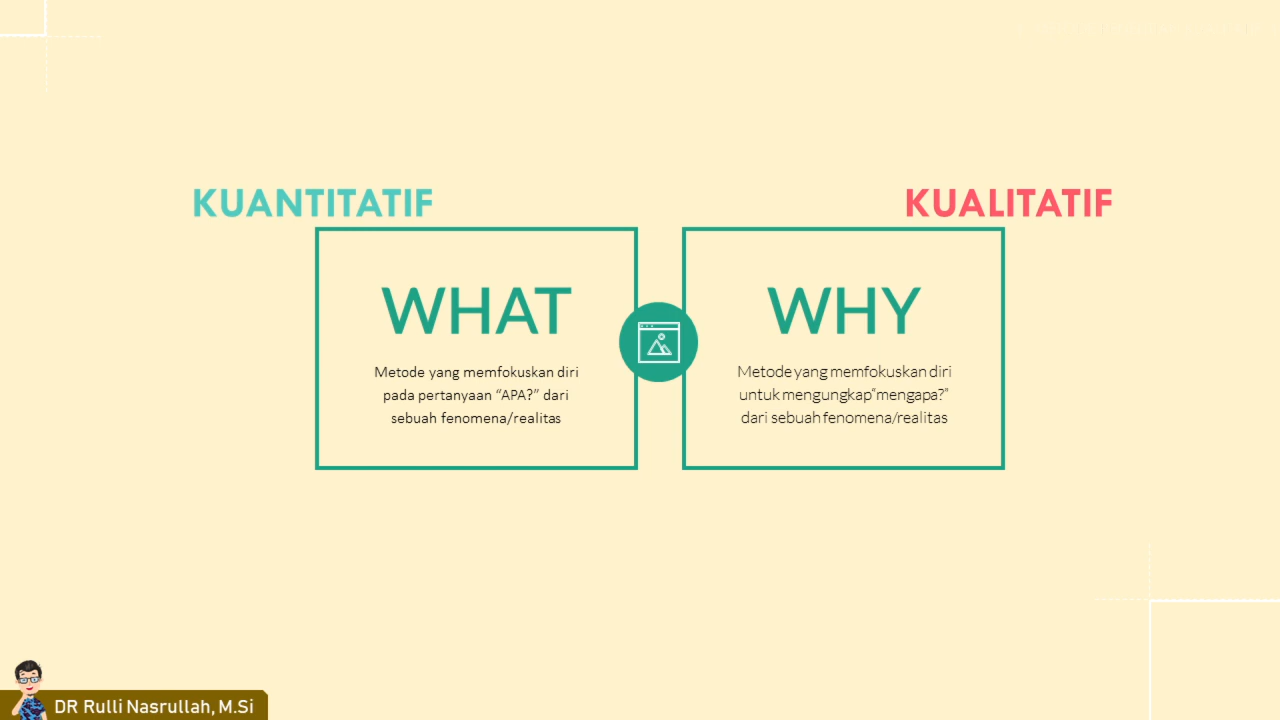 KUANTITATIF
KUALITATIF
WHAT
Metode yang memfokuskan diri
pada pertanyaan “APA?” dari
sebuah fenomena/realitas
WHY
Metode yang memfokuskan diri
untuk mengungkap“mengapa?”
dari sebuah fenomena/realitas
DR Rulli Nasrullah, M.Si